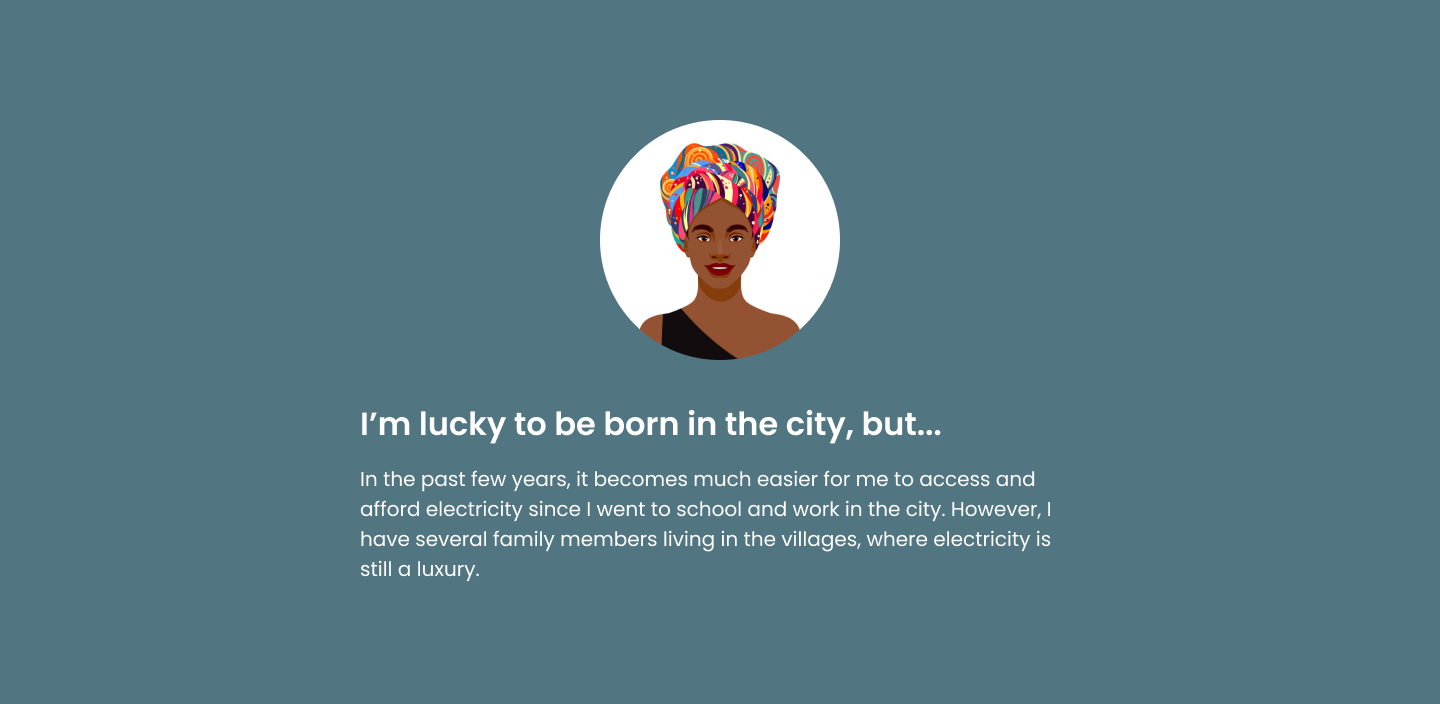 I’m lucky to be born in the city, but...
In the past few years, it becomes much easier for me to access and
afford electricity since I went to school and work in the city. However, I
have several family members living in the villages, where electricity is
still a luxury.